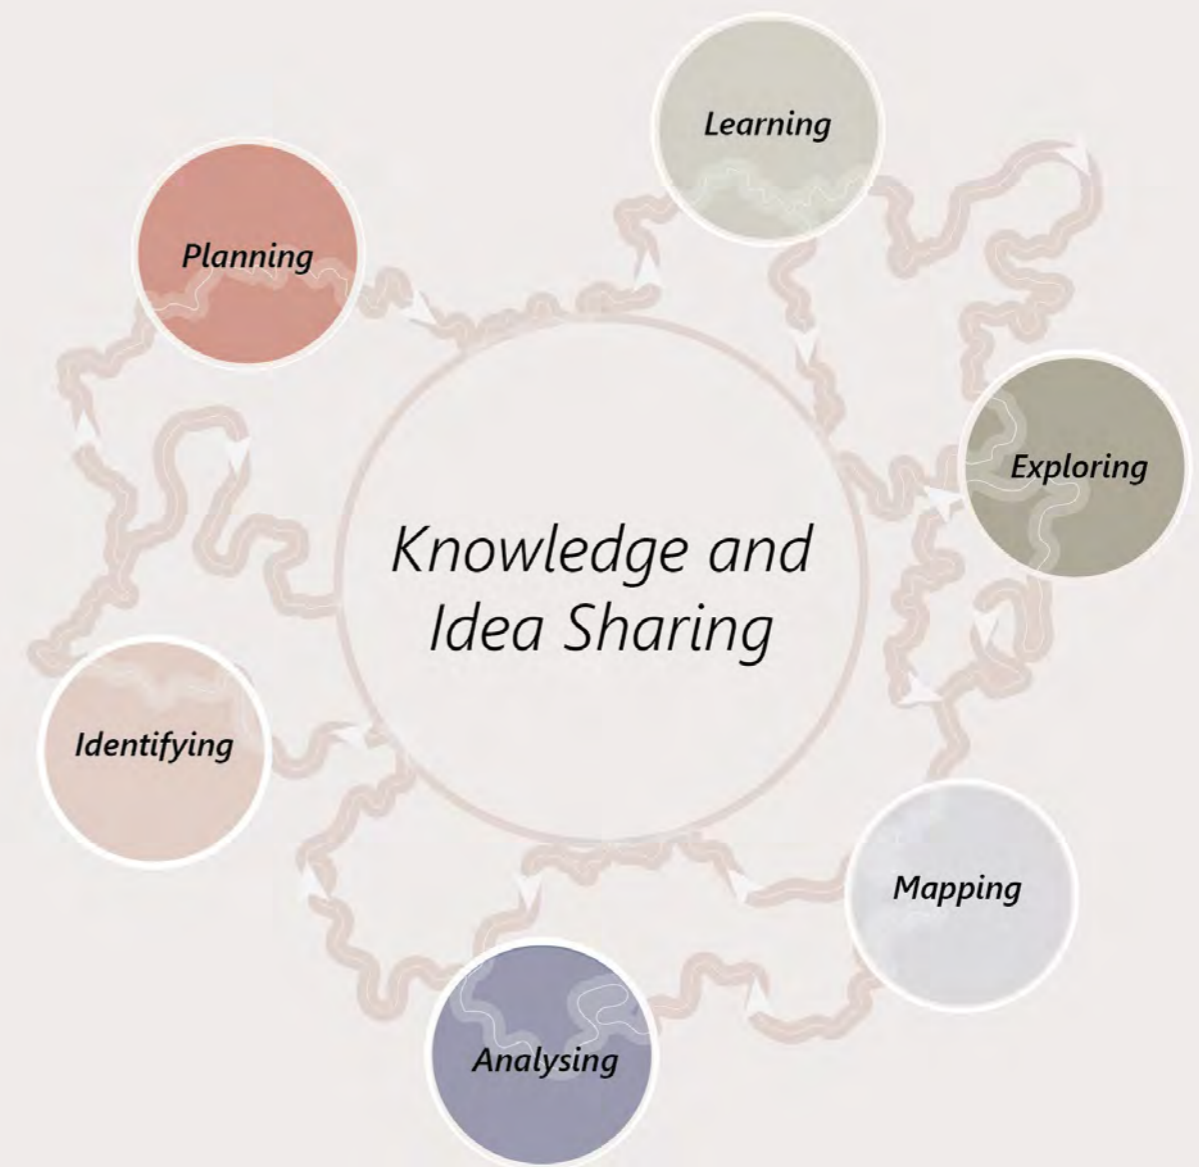 Learning
Planning
Exploring
Knowledge and
Idea Sharing
Identifying
Mapping
Analysing